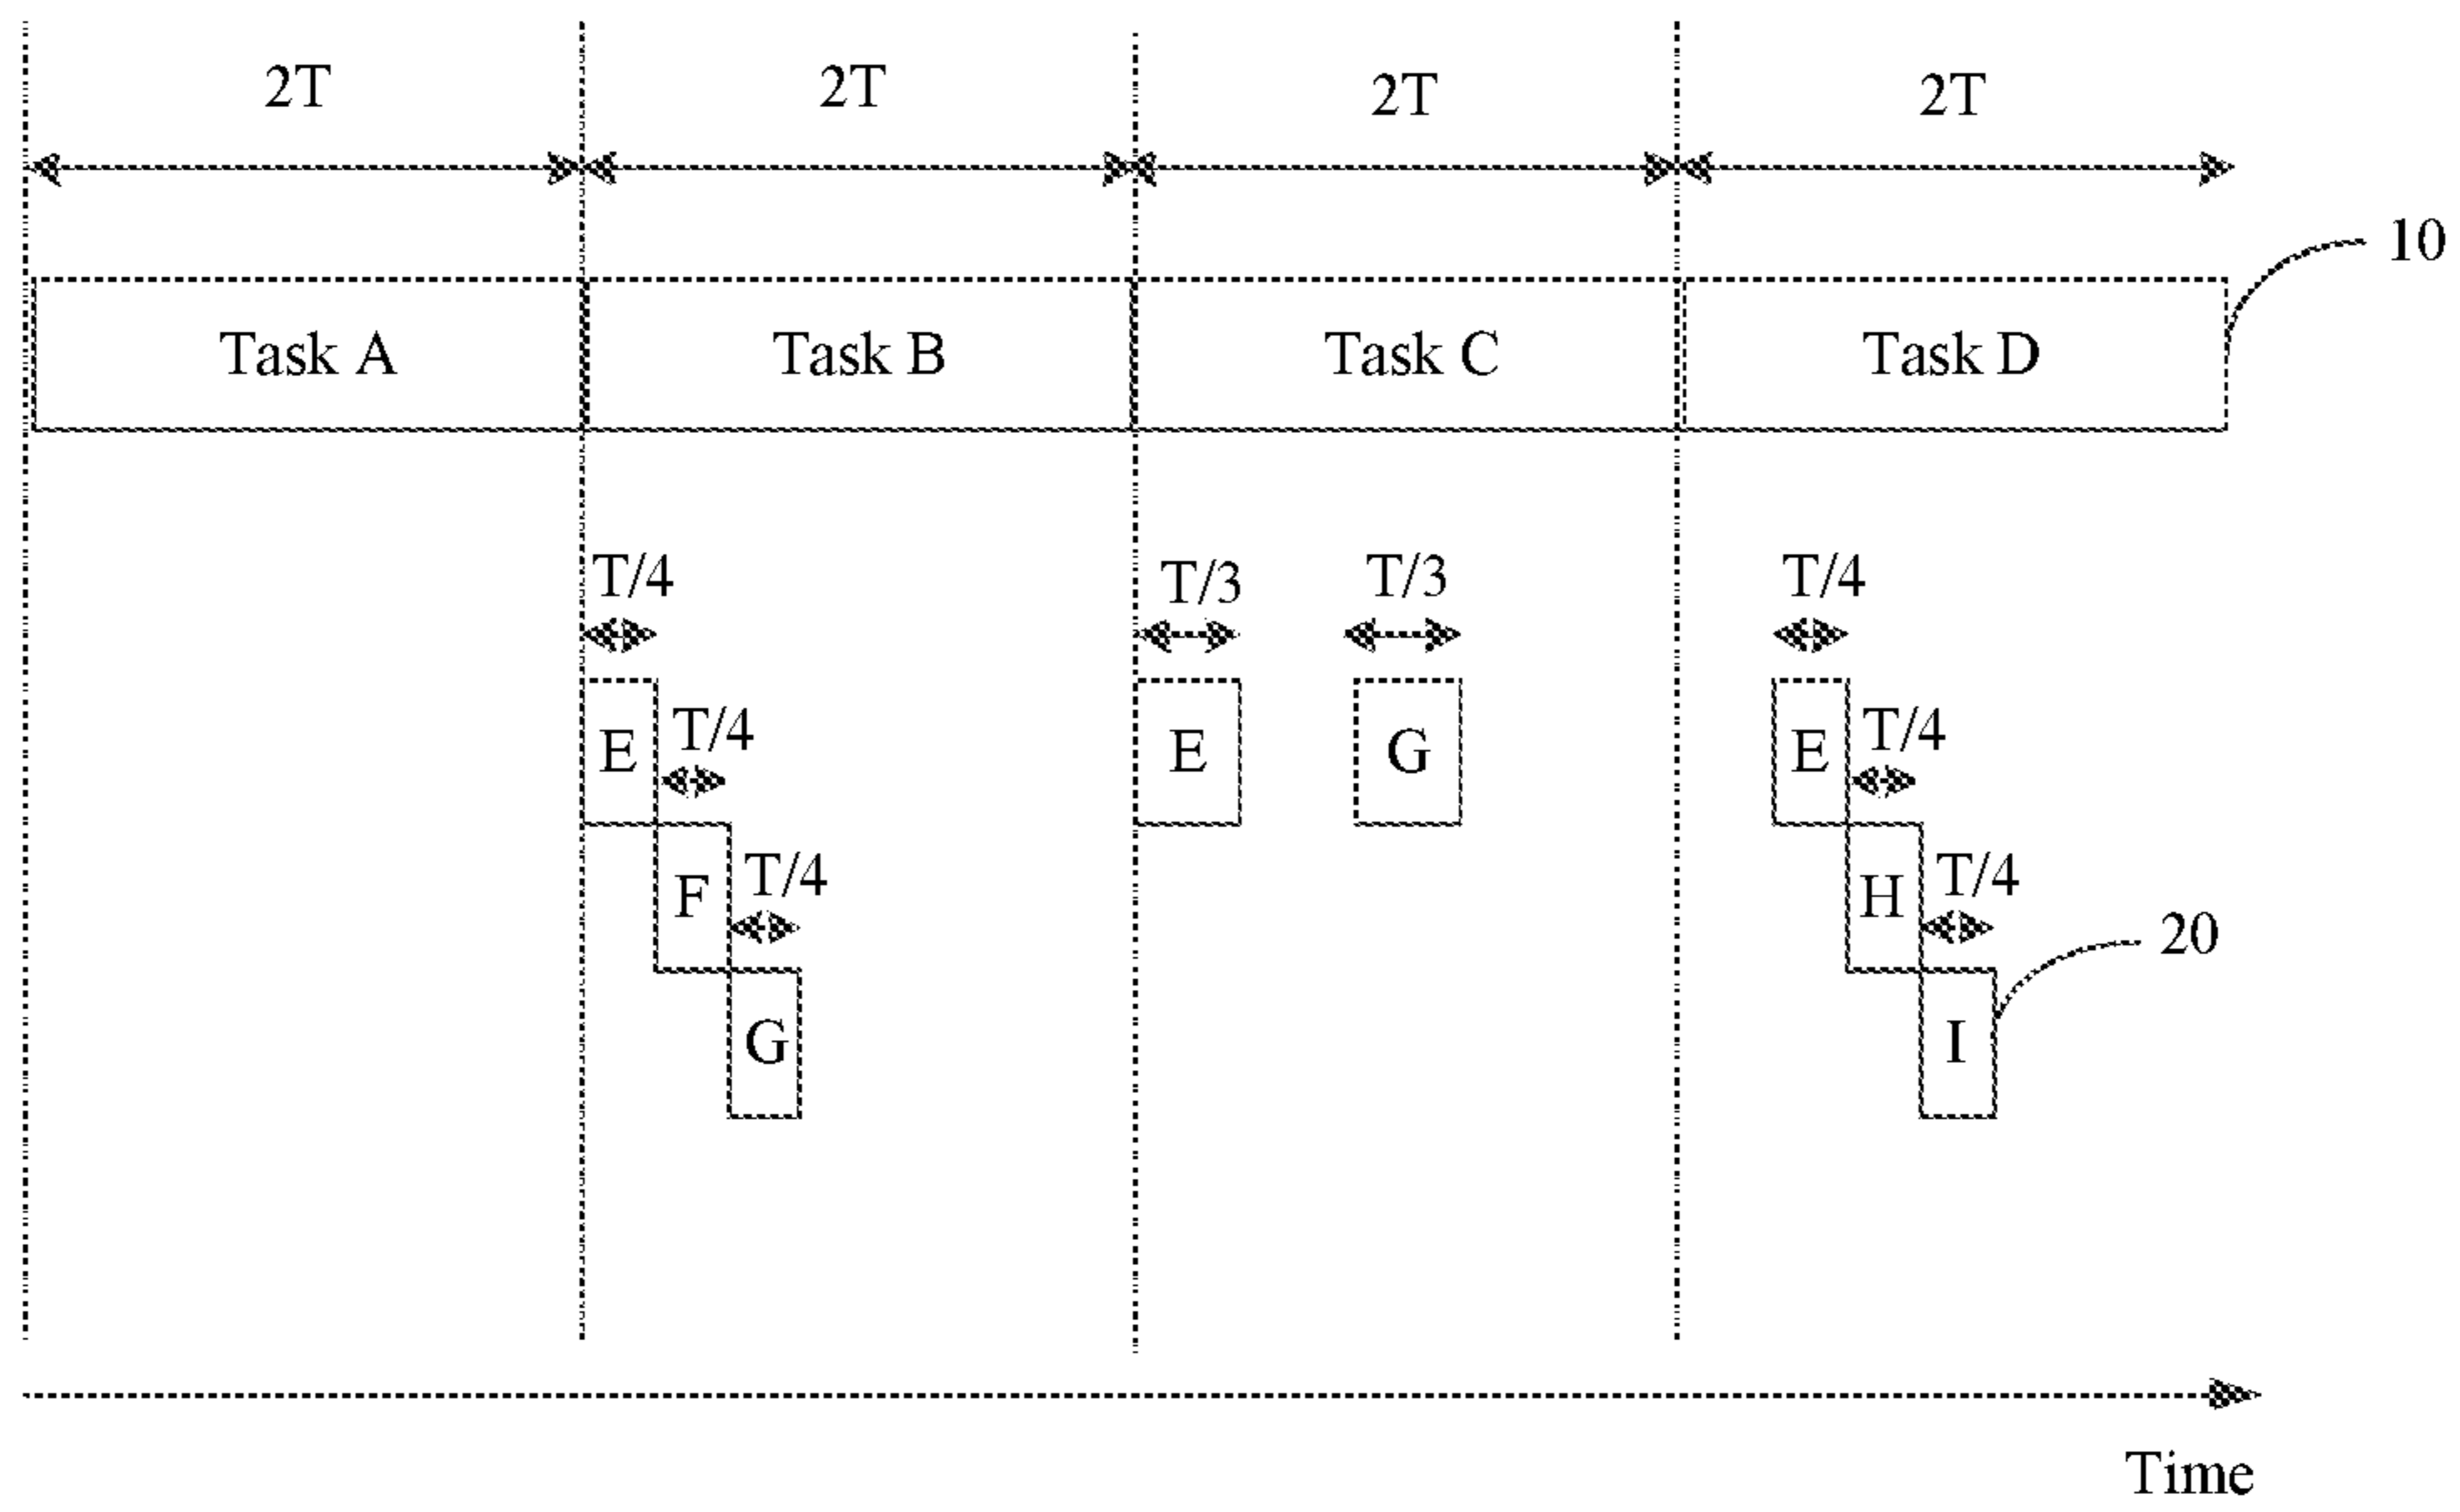 2T 2T 2T 2T
10
Task A Task B Task C Task D
T/4 T/3 T/3 T/4
E T/4 E G E T/4
F T/4 H T/4
20
G I
Time